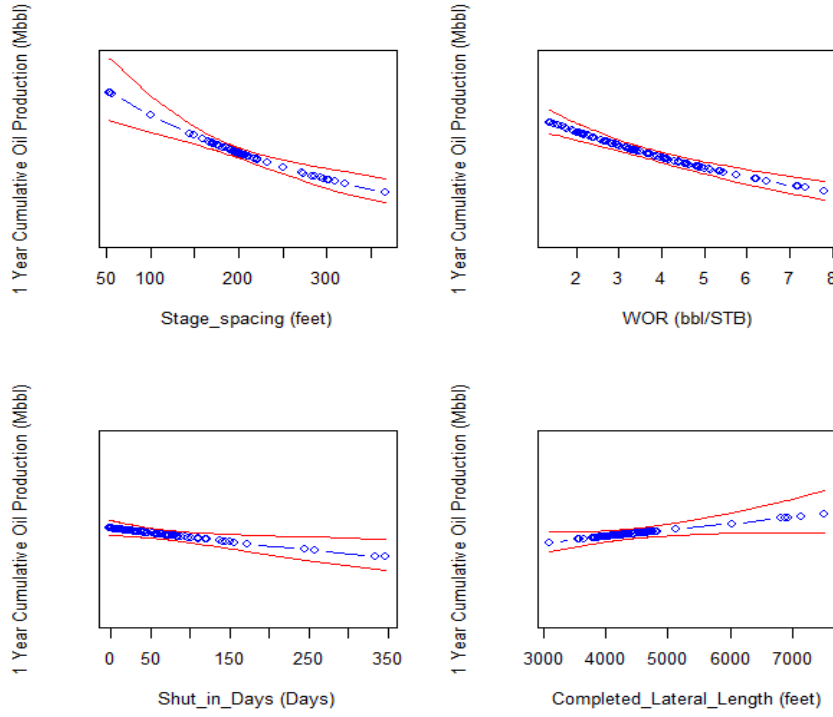 1 Year Cumulative Oil Production (Mbbl)
50 100 200 300
Stage_spacing (feet)
1 Year Cumulative Oil Production (Mbbl)
2 3 4 5 6 7 8
WOR (bbl/STB)
1 Year Cumulative Oil Production (Mbbl)
0 50 150 250 350
Shut_in_Days (Days)
1 Year Cumulative Oil Production (Mbbl)
3000 4000 5000 6000 7000
Completed_Lateral_Length (feet)